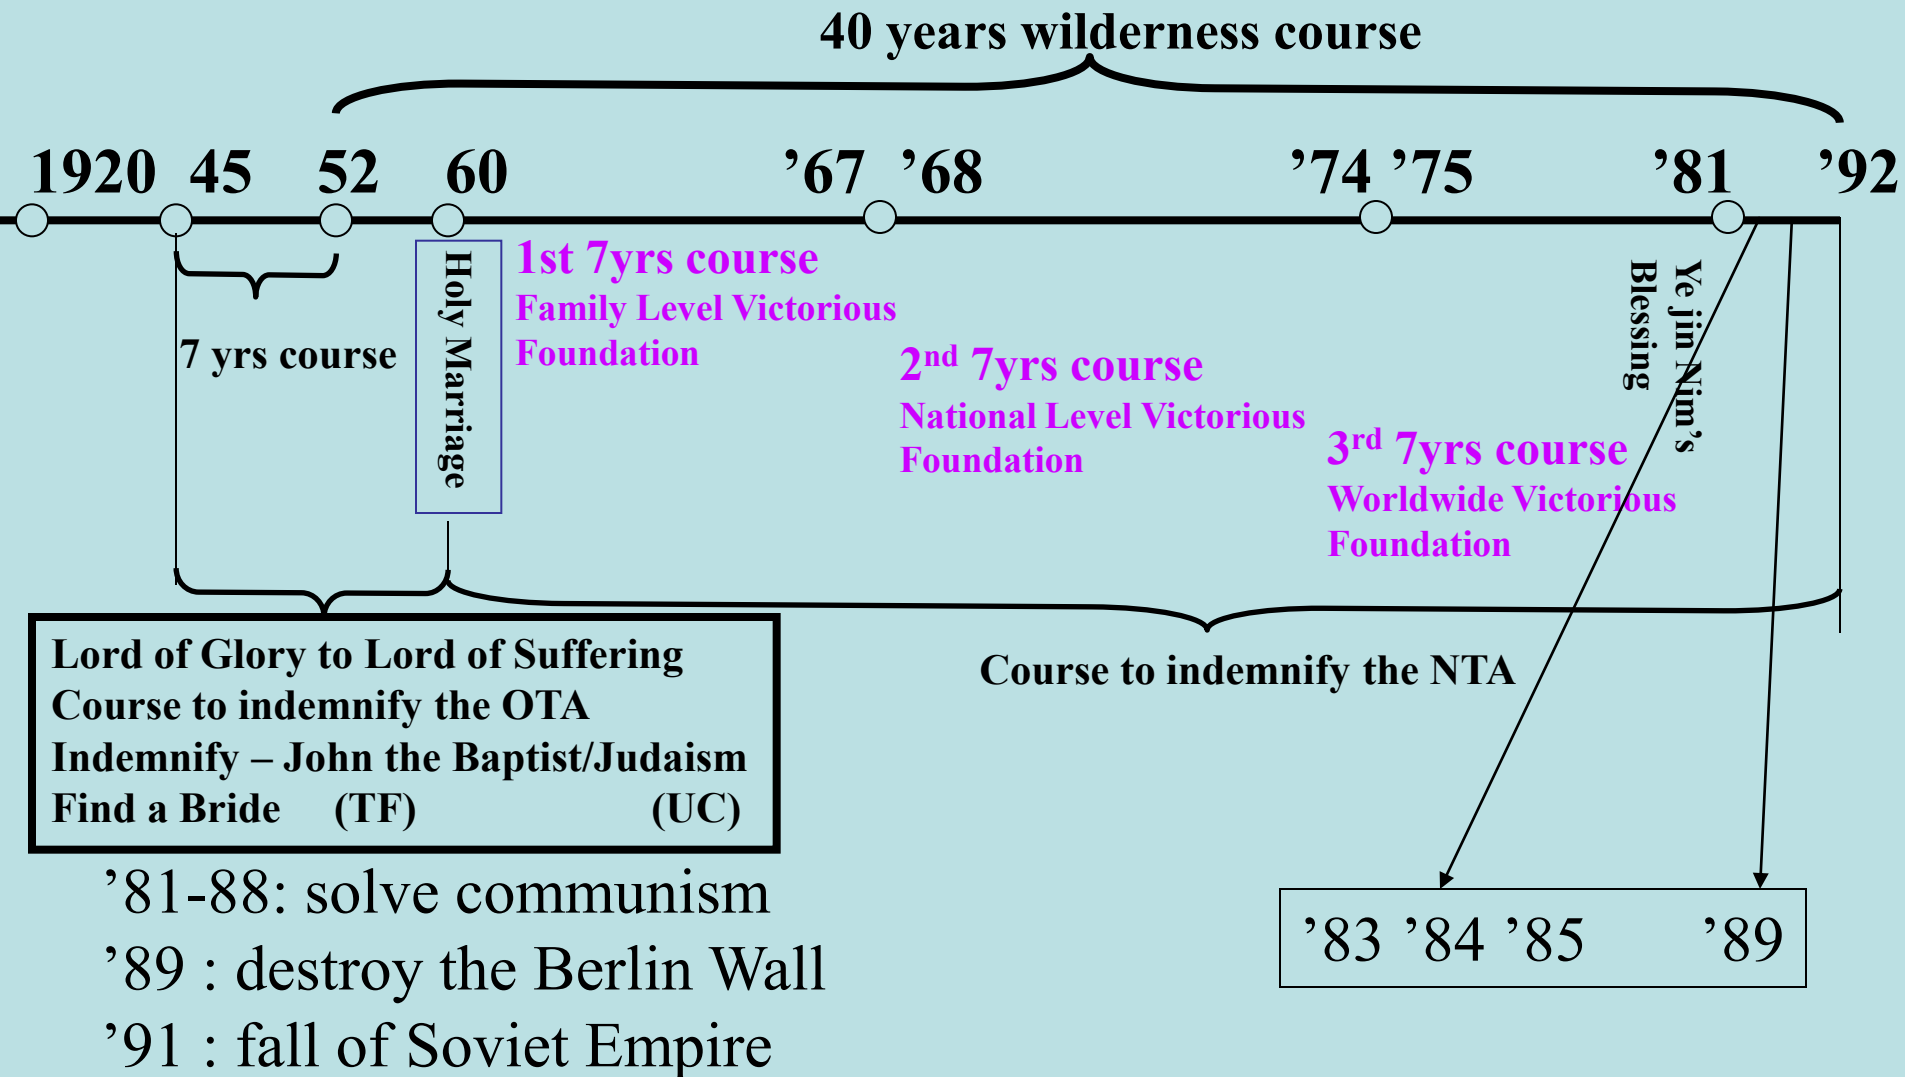 40 years wilderness course
1920 45 52 60 ’67 ’68 ’74 ’75 ’81 ’92
7 yrs course
Holy Marriage
1st 7yrs course
Family Level Victorious
Foundation
2nd 7yrs course
National Level Victorious
Foundation
3rd 7yrs course
Worldwide Victorious
Foundation
Ye jin Nim’s
Blessing
Lord of Glory to Lord of Suffering
Course to indemnify the OTA
Indemnify – John the Baptist/Judaism
Find a Bride (TF) (UC)
Course to indemnify the NTA
’81-88: solve communism
’89 : destroy the Berlin Wall
’91 : fall of Soviet Empire
’83 ’84 ’85 ’89